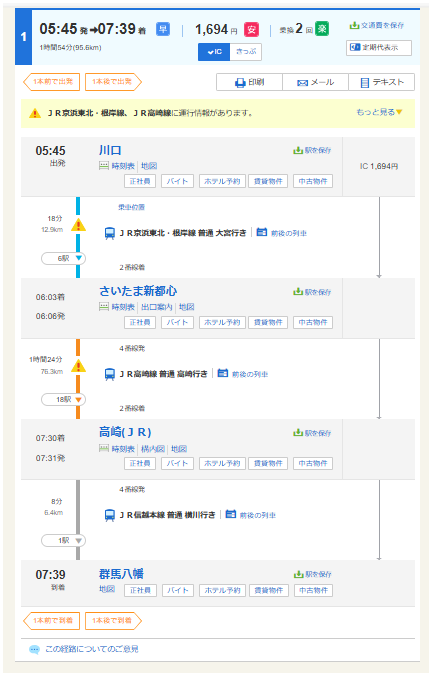 1
05:45発➡07:39着 早
1,694円 安
乗換2回 楽
1時間54分(95.6km)
IC きっぷ
交通費を保存
定期代表示
1本前で出発 1本後で出発
印刷 メール テキスト
ＪＲ京浜東北・根岸線、ＪＲ高崎線に運行情報があります。 もっと見る▼
05:45 川口 駅を保存
出発 時刻表 地図 IC 1,694円
正社員 バイト ホテル予約 賃貸物件 中古物件
乗車位置
18分
12.9km
ＪＲ京浜東北・根岸線 普通 大宮行き 前後の列車
6駅▼
2番線着
さいたま新都心 駅を保存
06:03着 時刻表 出口案内 地図
06:06発 正社員 バイト ホテル予約 賃貸物件 中古物件
4番線発
1時間24分
76.3km
ＪＲ高崎線 普通 高崎行き 前後の列車
18駅▼
2番線着
高崎(ＪＲ) 駅を保存
07:30着 時刻表 構内図 地図
07:31発 正社員 バイト ホテル予約 賃貸物件 中古物件
4番線発
8分
6.4km
ＪＲ信越本線 普通 横川行き 前後の列車
1駅▼
07:39 群馬八幡 駅を保存
到着 地図 正社員 バイト ホテル予約 賃貸物件 中古物件
1本前で到着 1本後で到着
この経路についてのご意見